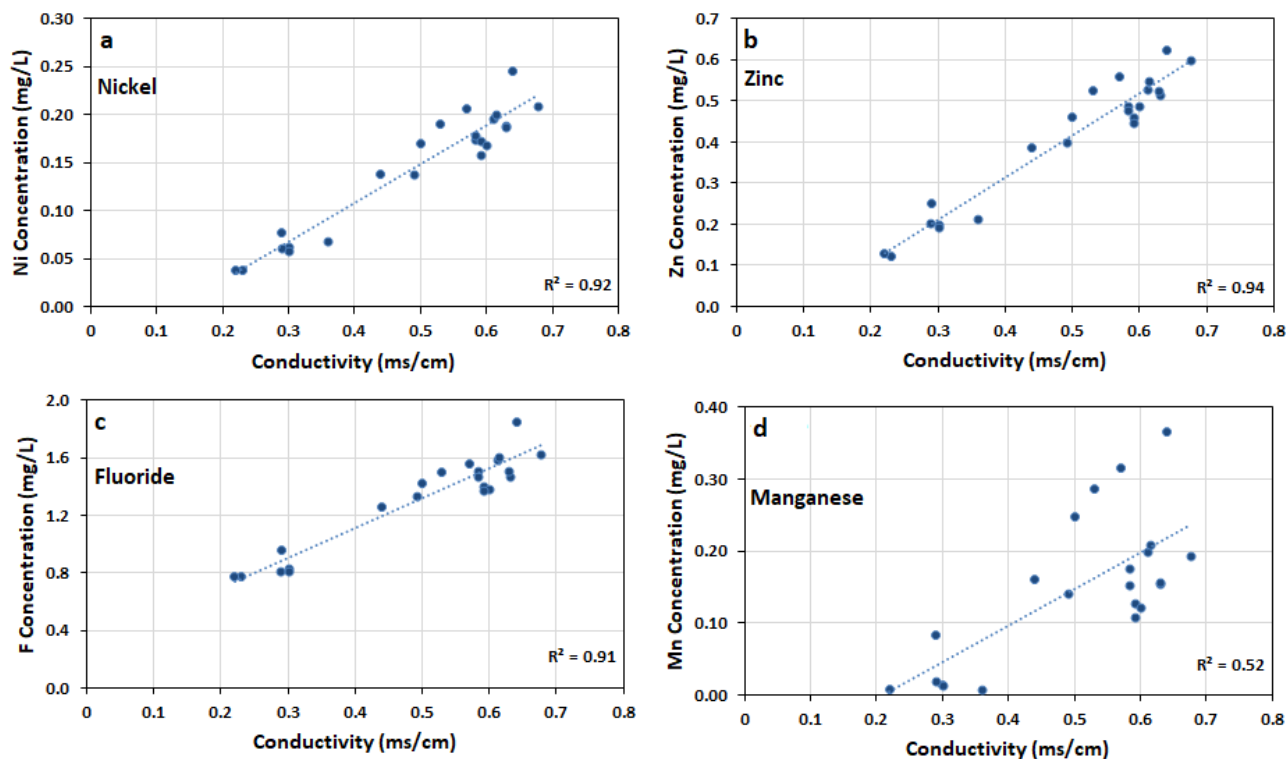 a
Nickel
Ni Concentration (mg/L)
0.30
0.25
0.20
0.15
0.10
0.05
0.00
R² = 0.92
0 0.1 0.2 0.3 0.4 0.5 0.6 0.7 0.8
Conductivity (ms/cm)
b
Zinc
Zn Concentration (mg/L)
0.7
0.6
0.5
0.4
0.3
0.2
0.1
0.0
R² = 0.94
0 0.1 0.2 0.3 0.4 0.5 0.6 0.7 0.8
Conductivity (ms/cm)
c
Fluoride
F Concentration (mg/L)
2.0
1.6
1.2
0.8
0.4
0.0
R² = 0.91
0 0.1 0.2 0.3 0.4 0.5 0.6 0.7 0.8
Conductivity (ms/cm)
d
Manganese
Mn Concentration (mg/L)
0.40
0.30
0.20
0.10
0.00
R² = 0.52
0 0.1 0.2 0.3 0.4 0.5 0.6 0.7 0.8
Conductivity (ms/cm)